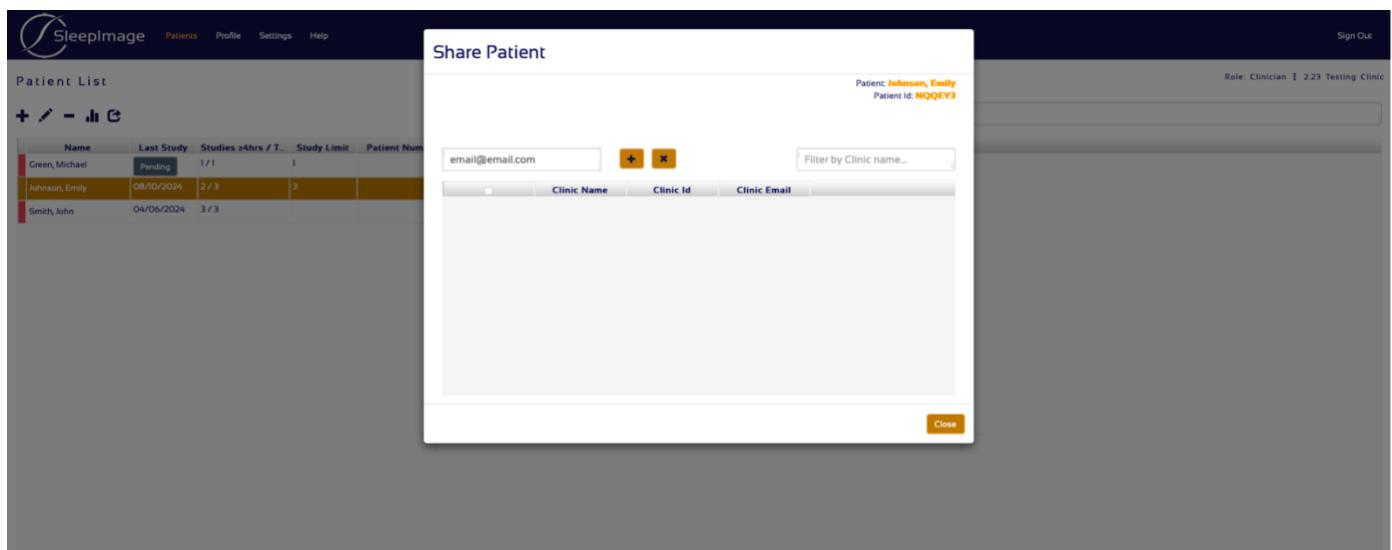 SleepImage Patients Profile Settings Help Sign Out
Share Patient
Patient List
Role: Clinician | 2.23 Testing Clinic
Patient: Johnson, Emily
Patient Id: NQQEY3
Name Last Study Studies ≥4hrs / T... Study Limit Patient Num
Green, Michael Pending 1 / 1 1
Johnson, Emily 08/10/2024 2 / 3 3
Smith, John 04/06/2024 3 / 3
email@email.com Filter by Clinic name...
Clinic Name Clinic Id Clinic Email
Close